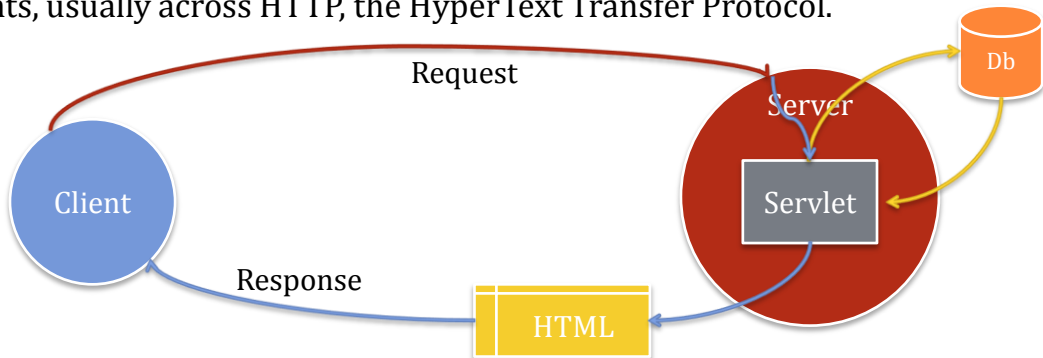 nts, usually across HTTP, the HyperText Transfer Protocol.
Db
Request
Server
Client
Servlet
Response
HTML